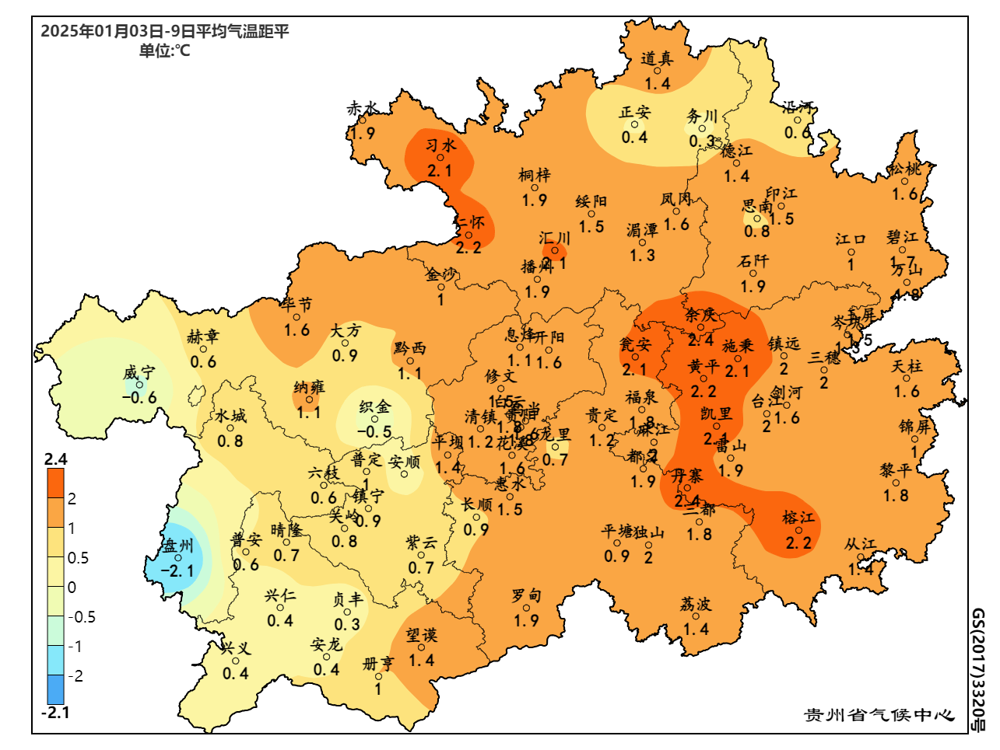 2025年01月03日-9日平均气温距平
单位:℃
道真
1.4
赤水
1.9
正安
0.4
务川
0.3
沿河
0.6
习水
2.1
德江
1.4
松桃
1.6
桐梓
1.9
绥阳
1.5
凤冈
1.6
印江
1.5
思南
0.8
仁怀
2.2
湄潭
1.3
汇川
2.1
江口
1
碧江
1.7
播州
1.9
石阡
1.9
万山
1.8
金沙
1
毕节
1.6
余庆
2.4
玉屏
1.5
岑巩
赫章
0.6
大方
0.9
黔西
1.1
息烽
1.1
开阳
1.6
瓮安
2.1
施秉
2.1
镇远
2
三穗
2
天柱
1.6
威宁
-0.6
纳雍
1.1
修文
1.5
黄平
2.2
织金
-0.5
白云
1.8
乌当
1.6
福泉
1.8
台江
2
剑河
1.6
水城
0.8
清镇
1.2
贵阳
1.8
贵定
1.2
凯里
2.1
锦屏
1
龙里
0.7
麻江
2
平坝
1.4
花溪
1.6
都匀
1.9
雷山
1.9
普定
1
安顺
六枝
0.6
丹寨
2.4
黎平
1.8
惠水
1.5
镇宁
0.9
长顺
0.9
关岭
0.8
三都
1.8
榕江
2.2
晴隆
0.7
普安
0.6
盘州
-2.1
紫云
0.7
平塘
0.9
独山
2
从江
1.4
兴仁
0.4
贞丰
0.3
罗甸
1.9
荔波
1.4
兴义
0.4
安龙
0.4
望谟
1.4
册亨
1
2.4
2
1
0.5
0
-0.5
-1
-2
-2.1
贵州省气候中心
GS(2017)3320号